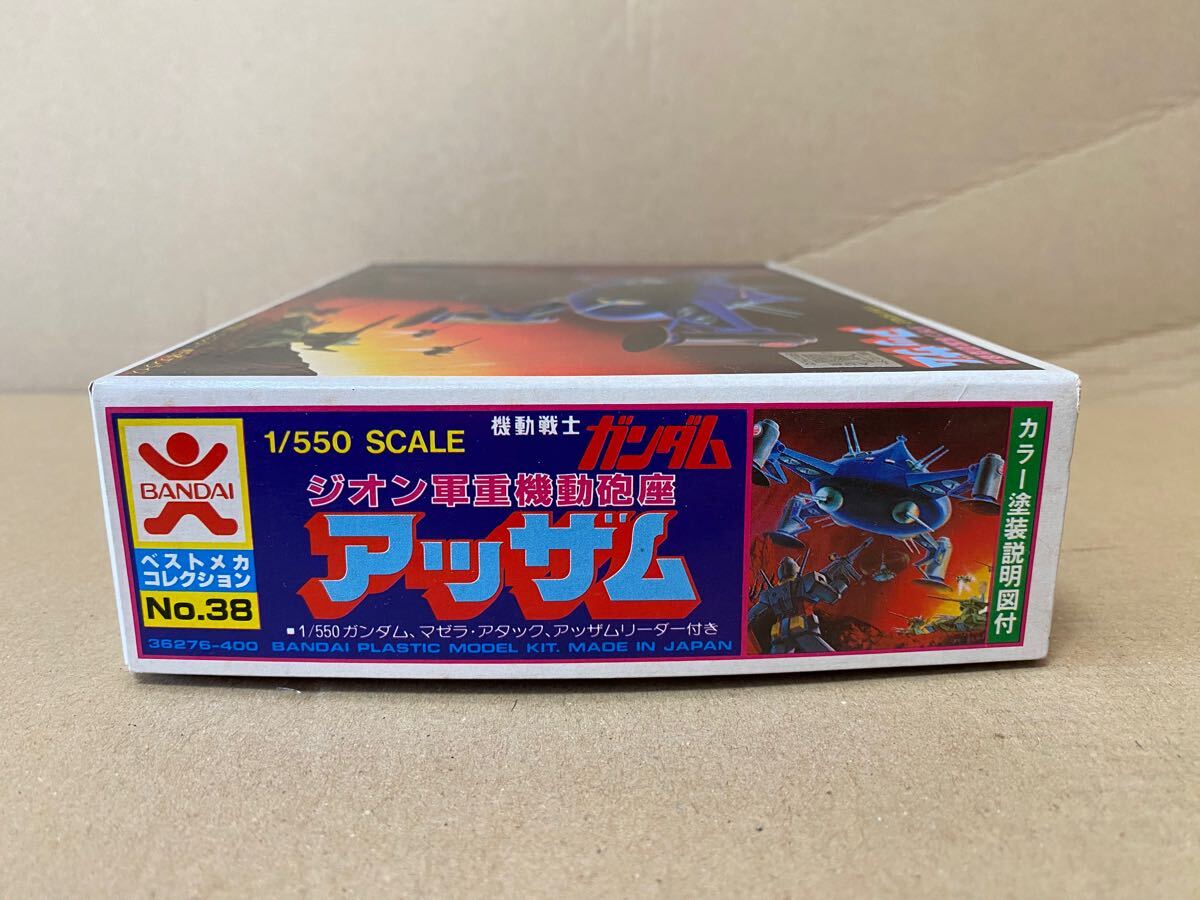 アッザム
BANDAI
ベストメカ
コレクション
No.38
1/550 SCALE
機動戦士 ガンダム
ジオン軍重機動砲座
アッザム
■1/550ガンダム、マゼラ・アタック、アッザムリーダー付き
36276-400 BANDAI PLASTIC MODEL KIT. MADE IN JAPAN
カラー塗装説明図付